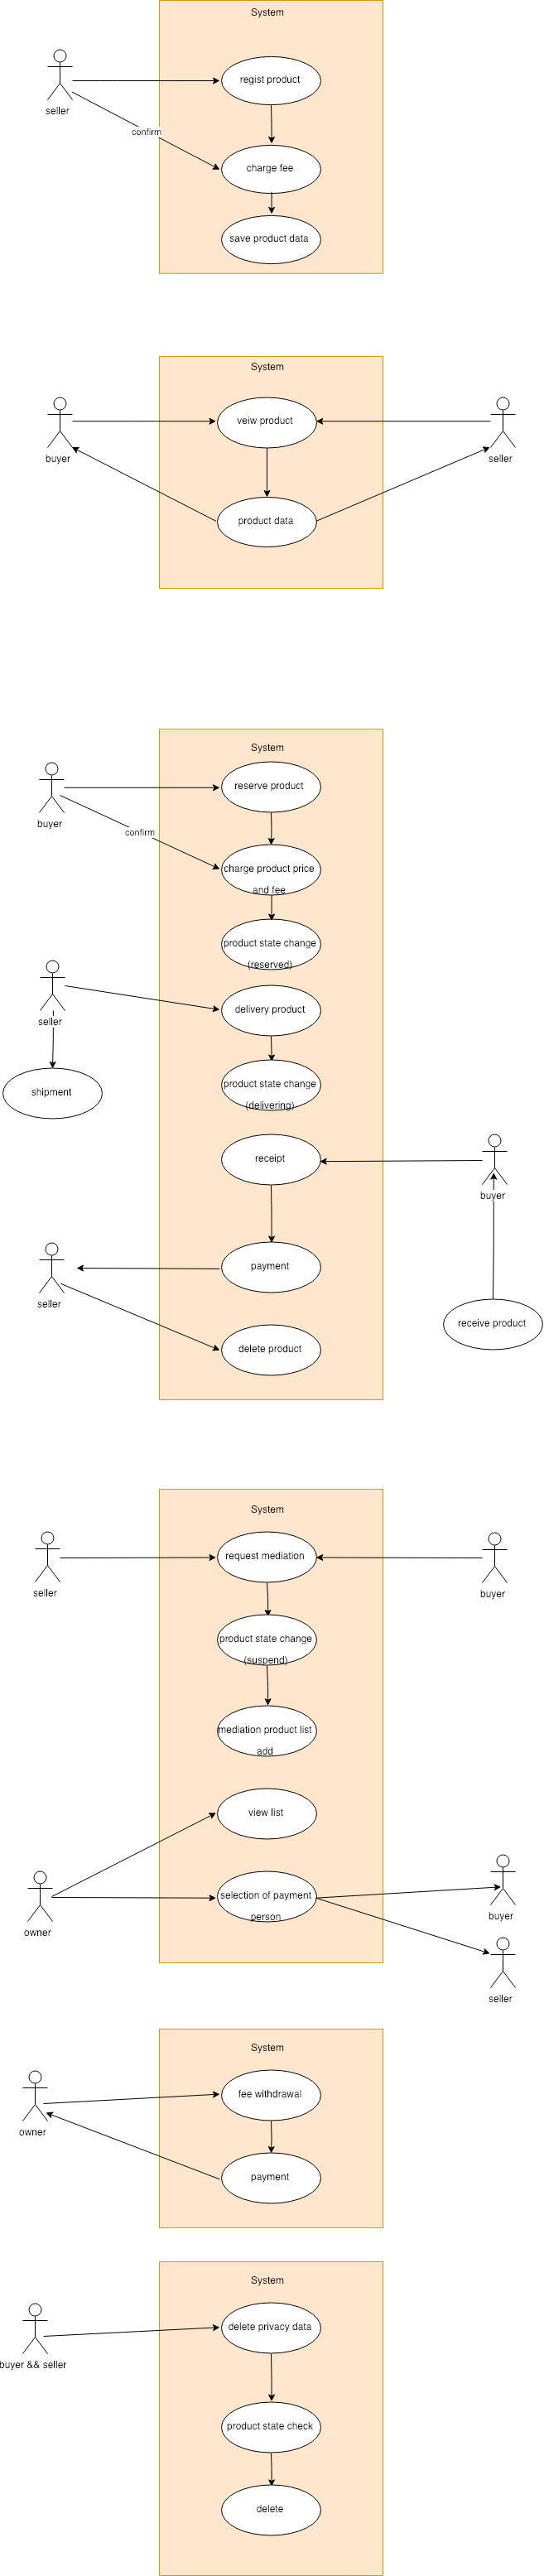 System
regist product
seller
confirm
charge fee
save product data
System
veiw product
buyer
seller
product data
System
reserve product
buyer
confirm
charge product price
and fee
product state change
(reserved)
delivery product
seller
product state change
(delivering)
shipment
receipt
buyer
payment
seller
receive product
delete product
System
request mediation
seller
buyer
product state change
(suspend)
mediation product list
add
view list
selection of payment
person
buyer
owner
seller
System
fee withdrawal
owner
payment
System
delete privacy data
buyer && seller
product state check
delete